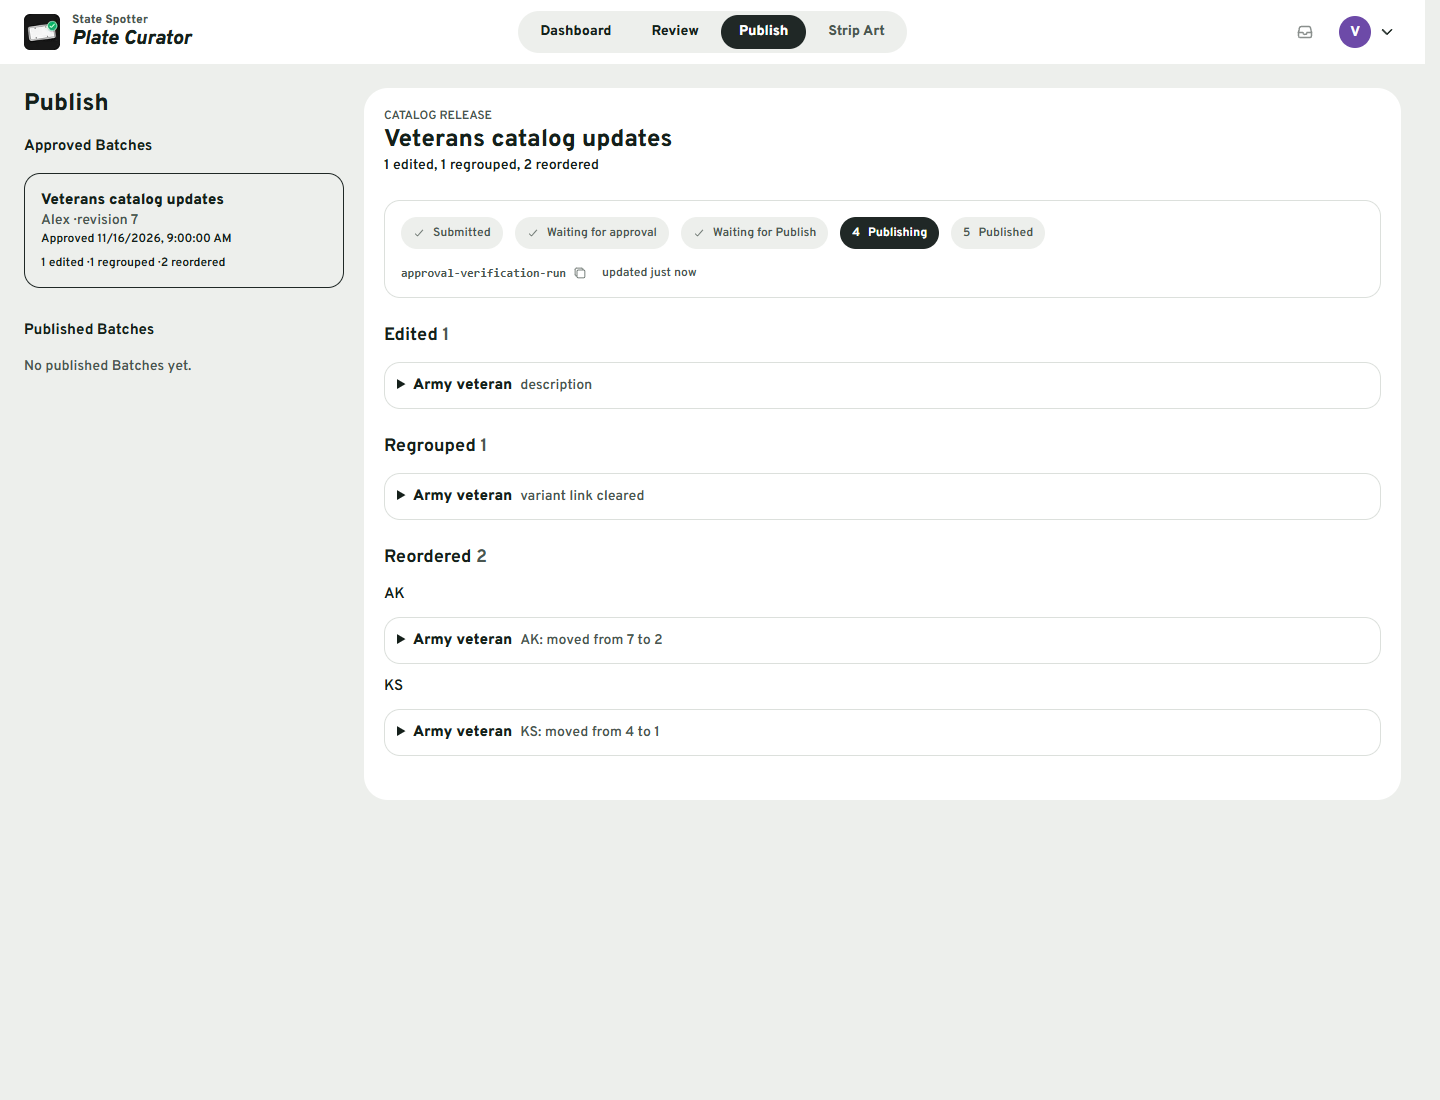 State Spotter
Plate Curator
Dashboard
Review
Publish
Strip Art
V
Publish
Approved Batches
Veterans catalog updates
Alex ·revision 7
Approved 11/16/2026, 9:00:00 AM
1 edited ·1 regrouped ·2 reordered
Published Batches
No published Batches yet.
CATALOG RELEASE
Veterans catalog updates
1 edited, 1 regrouped, 2 reordered
Submitted
Waiting for approval
Waiting for Publish
4 Publishing
5 Published
approval-verification-run
updated just now
Edited 1
Army veteran description
Regrouped 1
Army veteran variant link cleared
Reordered 2
AK
Army veteran AK: moved from 7 to 2
KS
Army veteran KS: moved from 4 to 1